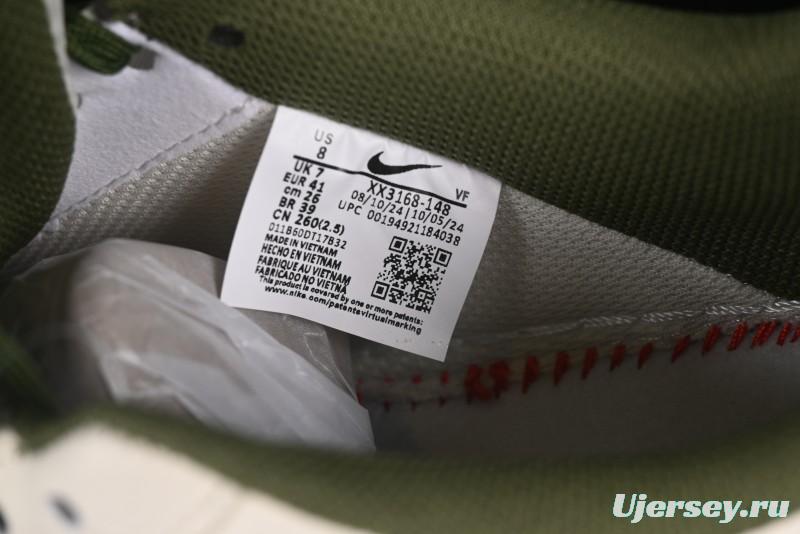 US
8
UK 7
EUR 41
cm 26
BR 39
CN 260(2.5)
VF
XX3168-148
08/10/24 | 10/05/24
UPC 00194921184038
011B60DT17B32
MADE IN VIETNAM
HECHO EN VIETNAM
FABRIQUE AU VIETNAM
FABRICADO NO VIETNA
This product is covered by one or more patents:
www.nike.com/patentsvirtualmarking
Ujersey.ru